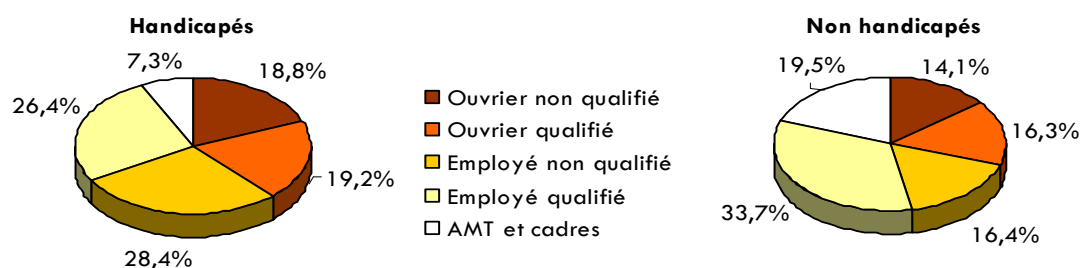 Handicapés
7,3%
18,8%
26,4%
19,2%
28,4%
Ouvrier non qualifié
Ouvrier qualifié
Employé non qualifié
Employé qualifié
AMT et cadres
Non handicapés
19,5%
14,1%
16,3%
33,7%
16,4%